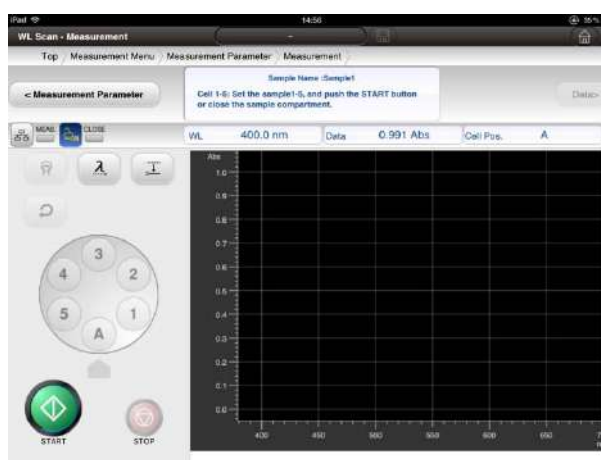 iPad 14:56 35%
WL Scan - Measurement -
Top Measurement Menu Measurement Parameter Measurement
Sample Name :Sample1
< Measurement Parameter
Cell 1-5: Set the sample1-5, and push the START button
or close the sample compartment.
Data>
MEAS. CLOSE
WL 400.0 nm Data 0.991 Abs Cell Pos. A
λ
Abs
1.0
0.9
0.8
0.7
0.6
0.5
0.4
0.3
0.2
0.1
0.0
3
4 2
5 1
A
400 450 500 550 600 650
START STOP